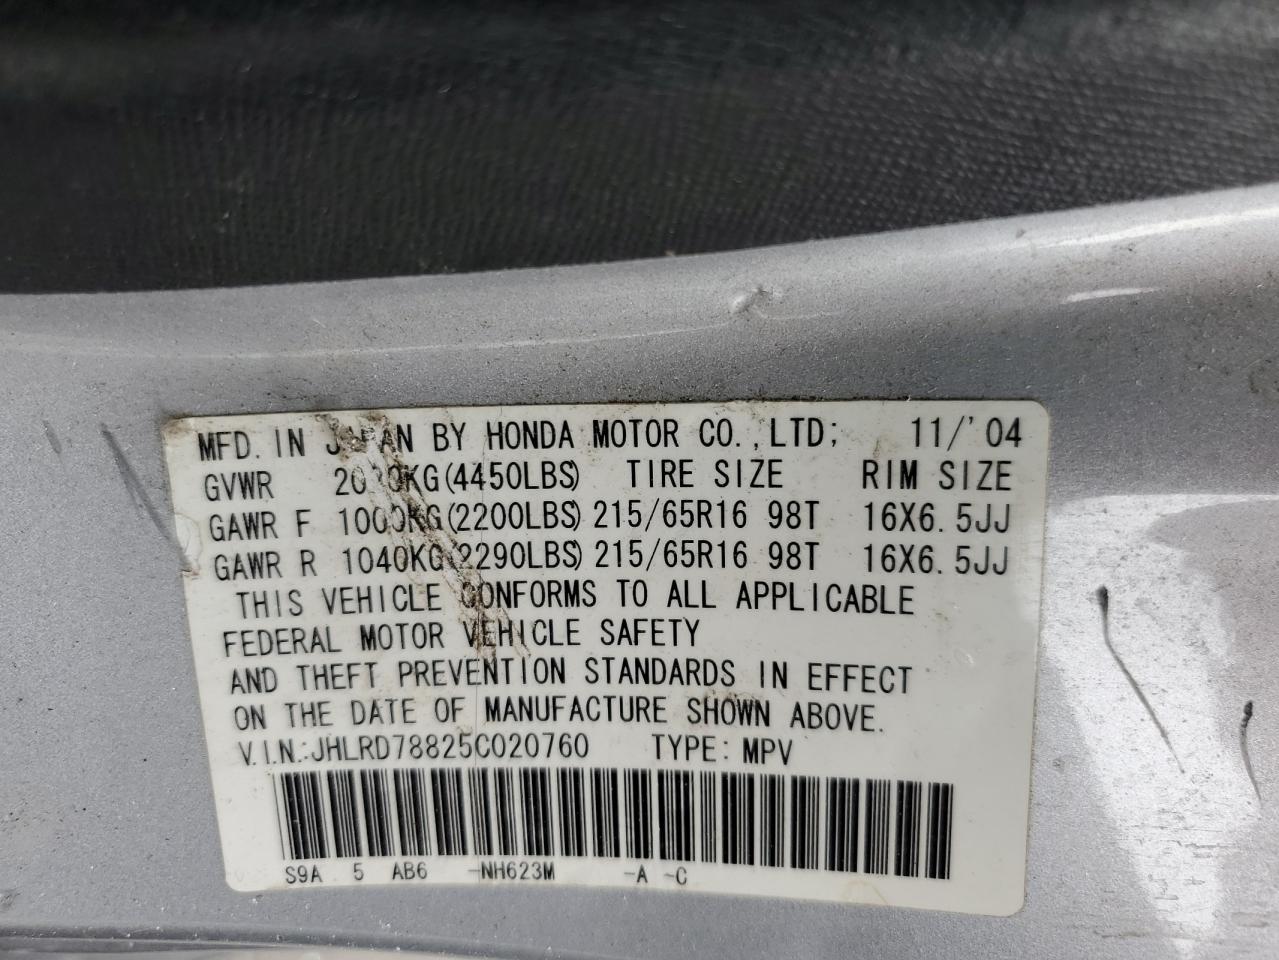 MFD. IN JAPAN BY HONDA MOTOR CO., LTD; 11/'04
GVWR (4450LBS) TIRE SIZE RIM SIZE
GAWR F 1000KG(2200LBS) 215/65R16 98T 16X6.5JJ
GAWR R 1040KG(2290LBS) 215/65R16 98T 16X6.5JJ
THIS VEHICLE CONFORMS TO ALL APPLICABLE
FEDERAL MOTOR VEHICLE SAFETY
AND THEFT PREVENTION STANDARDS IN EFFECT
ON THE DATE OF MANUFACTURE SHOWN ABOVE.
V.I.N.: JHLRD78825C020760 TYPE: MPV
S9A 5 AB6 -NH623M -A -C